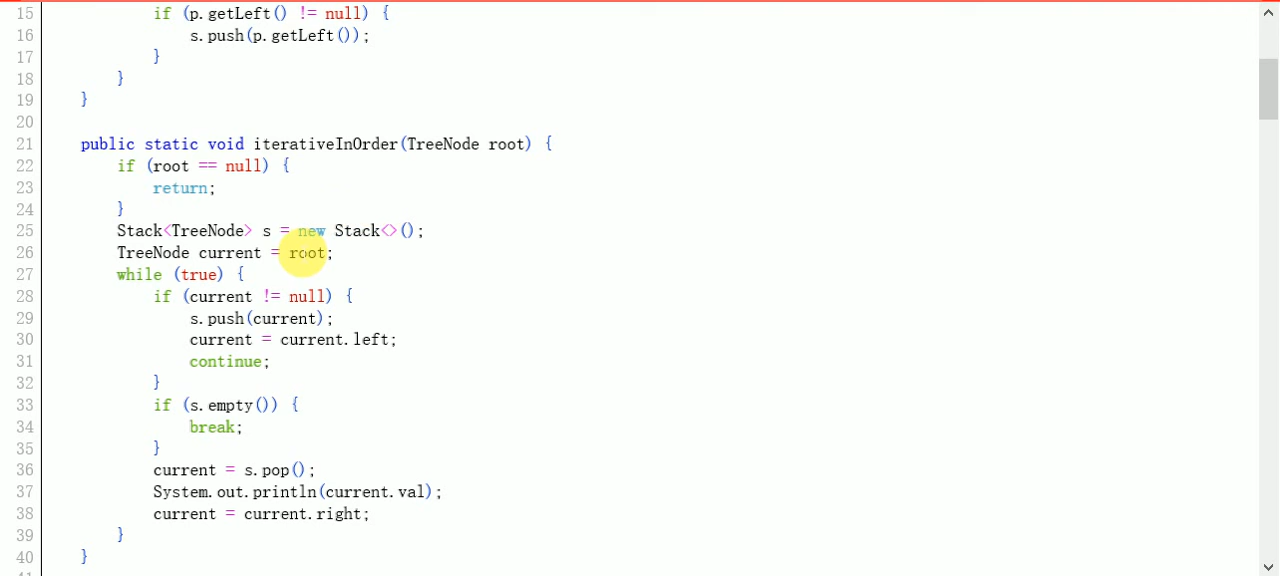 15 if (p.getLeft() != null) {
16 s.push(p.getLeft());
17 }
18 }
19 }
20
21 public static void iterativeInOrder(TreeNode root) {
22 if (root == null) {
23 return;
24 }
25 Stack<TreeNode> s = new Stack<>();
26 TreeNode current = root;
27 while (true) {
28 if (current != null) {
29 s.push(current);
30 current = current.left;
31 continue;
32 }
33 if (s.empty()) {
34 break;
35 }
36 current = s.pop();
37 System.out.println(current.val);
38 current = current.right;
39 }
40 }